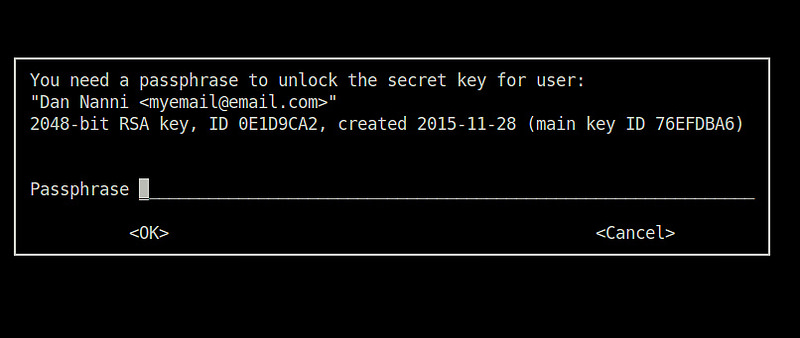 You need a passphrase to unlock the secret key for user:
"Dan Nanni <myemail@email.com>"
2048-bit RSA key, ID 0E1D9CA2, created 2015-11-28 (main key ID 76EFDBA6)
Passphrase
<OK> <Cancel>